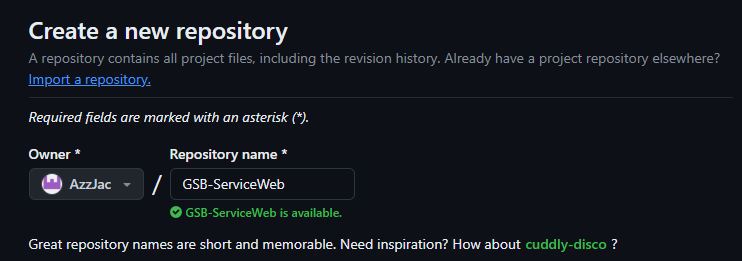 Create a new repository
A repository contains all project files, including the revision history. Already have a project repository elsewhere?
Import a repository.
Required fields are marked with an asterisk (*).
Owner * Repository name *
AzzJac / GSB-ServiceWeb
GSB-ServiceWeb is available.
Great repository names are short and memorable. Need inspiration? How about cuddly-disco ?